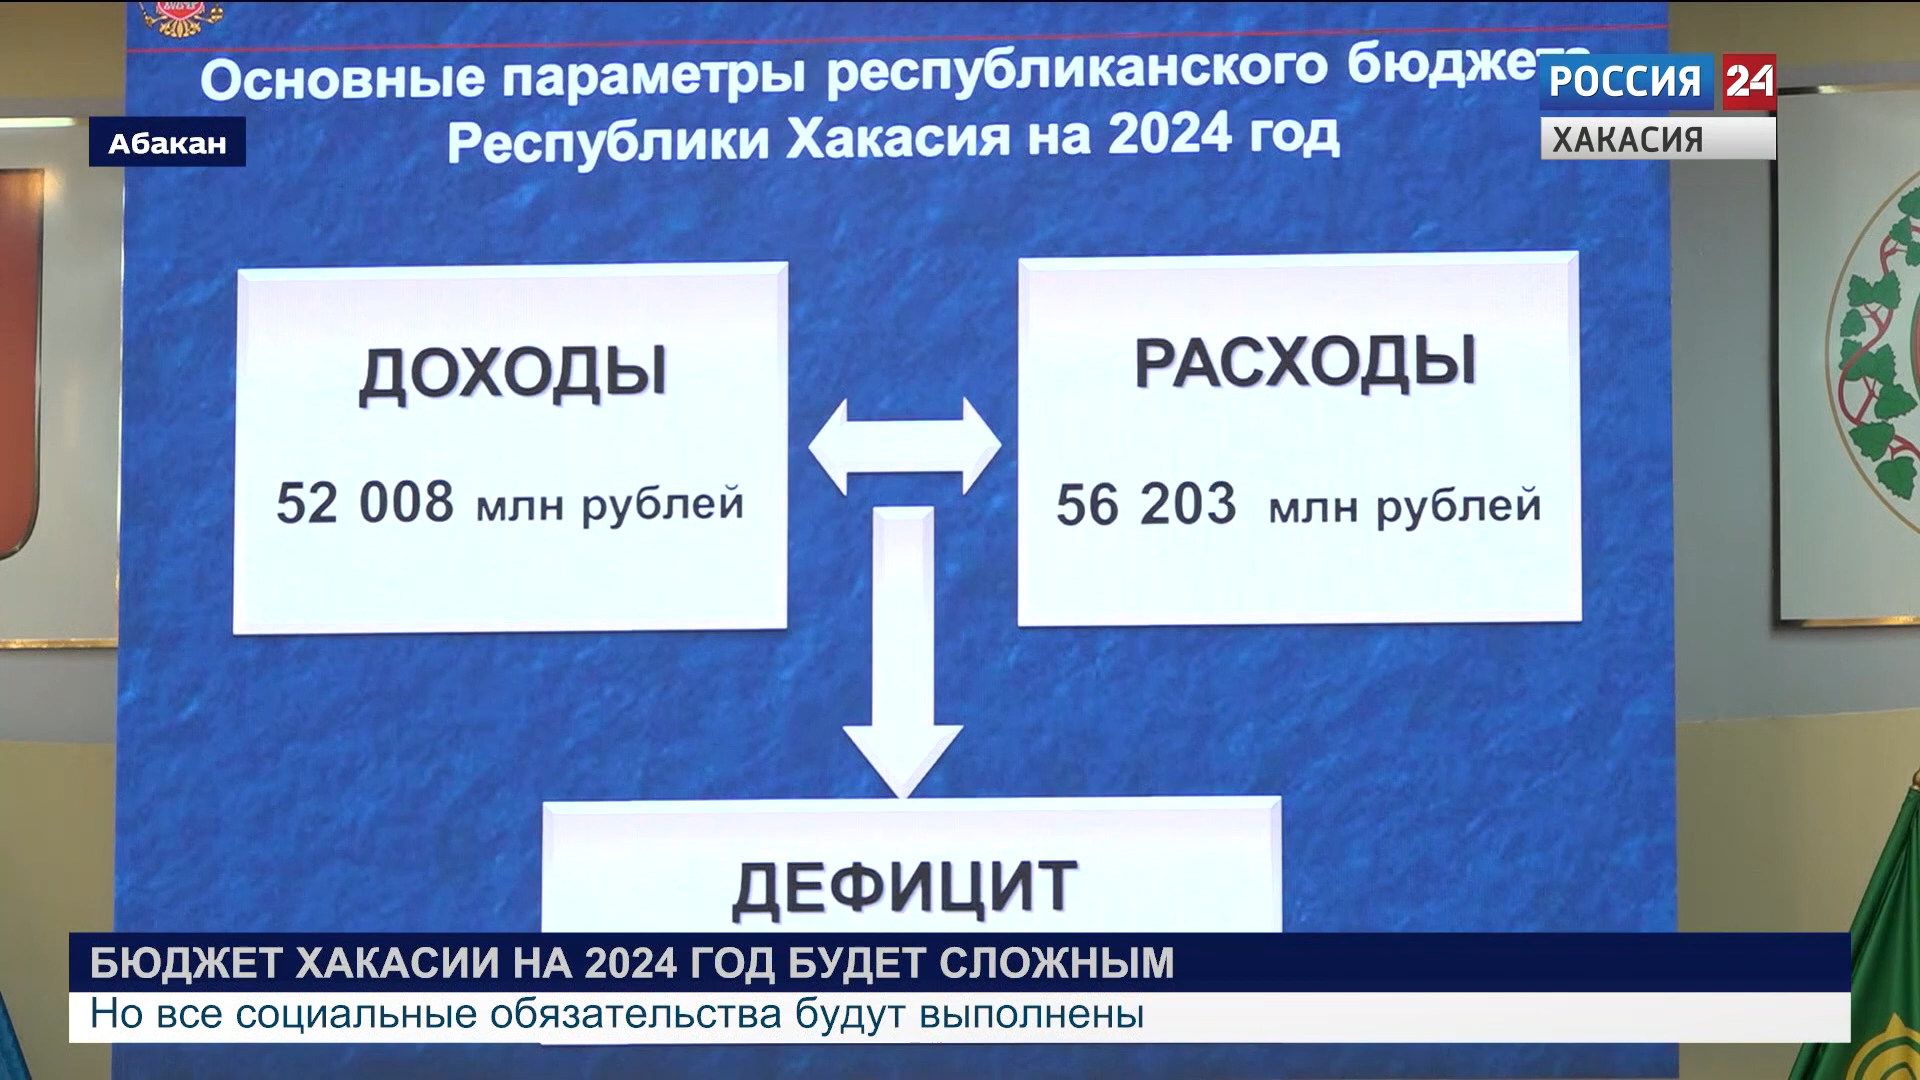 Основные параметры республиканского бюджета
Республики Хакасия на 2024 год
РОССИЯ 24
ХАКАСИЯ
Абакан
ДОХОДЫ
52 008 млн рублей
РАСХОДЫ
56 203 млн рублей
ДЕФИЦИТ
БЮДЖЕТ ХАКАСИИ НА 2024 ГОД БУДЕТ СЛОЖНЫМ
Но все социальные обязательства будут выполнены